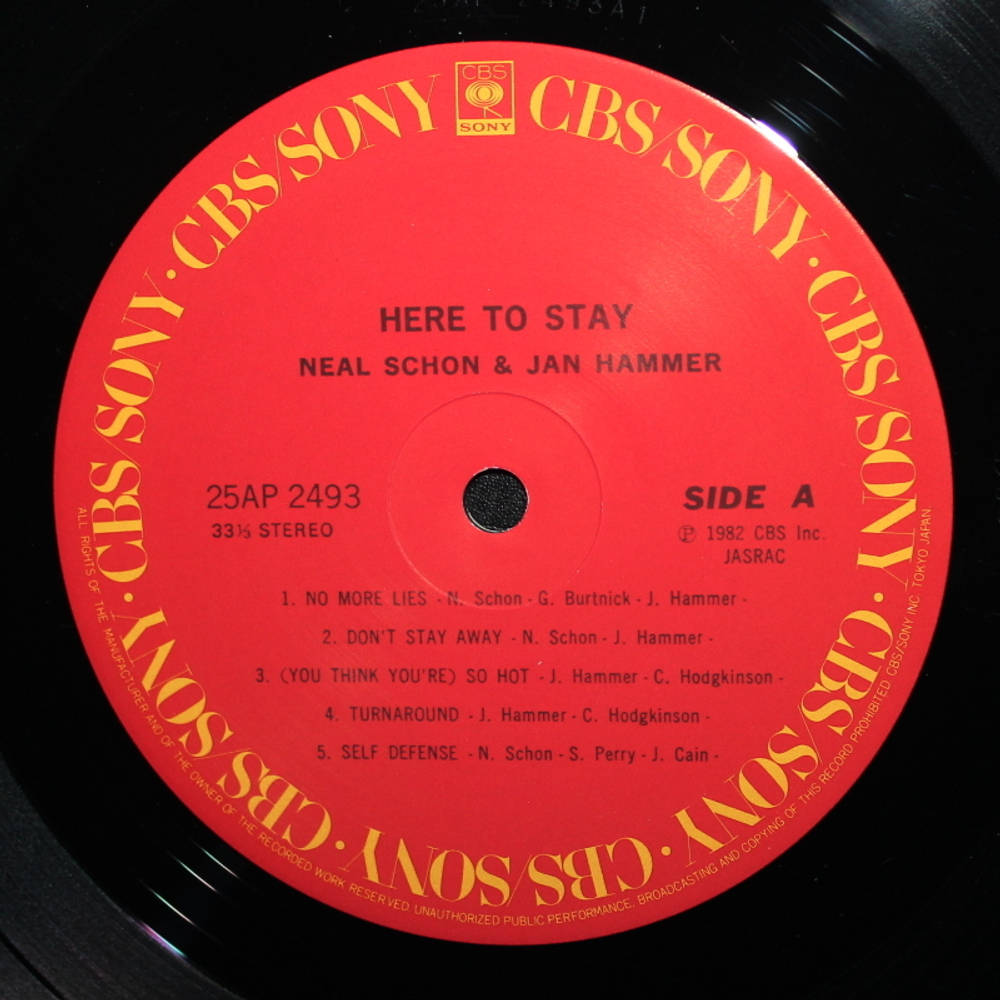 CBS
SONY
CBS/SONY · CBS/SONY · CBS/SONY · CBS/SONY · CBS/SONY · CBS/SONY · CBS/SONY · CBS/SONY
HERE TO STAY
NEAL SCHON & JAN HAMMER
25AP 2493
33⅓ STEREO
SIDE A
Ⓟ 1982 CBS Inc.
JASRAC
1. NO MORE LIES - N. Schon - G. Burtnick - J. Hammer -
2. DON'T STAY AWAY - N. Schon - J. Hammer -
3. (YOU THINK YOU'RE) SO HOT - J. Hammer - C. Hodgkinson -
4. TURNAROUND - J. Hammer - C. Hodgkinson -
5. SELF DEFENSE - N. Schon - S. Perry - J. Cain -
ALL RIGHTS OF THE MANUFACTURER AND OF THE OWNER OF THE RECORDED WORK RESERVED. UNAUTHORIZED PUBLIC PERFORMANCE, BROADCASTING AND COPYING OF THIS RECORD PROHIBITED. CBS/SONY INC. TOKYO JAPAN